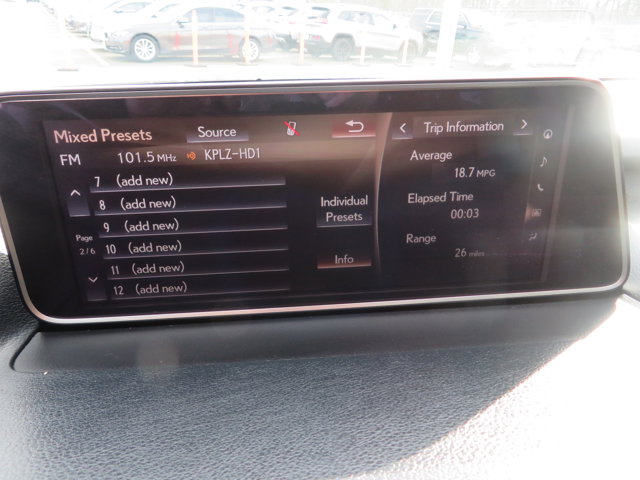 Mixed Presets
Source
FM 101.5 MHz KPLZ-HD1
7 (add new)
8 (add new)
9 (add new)
10 (add new)
11 (add new)
12 (add new)
Page
2/6
Individual
Presets
Info
Trip Information
Average
18.7 MPG
Elapsed Time
00:03
Range
26 miles